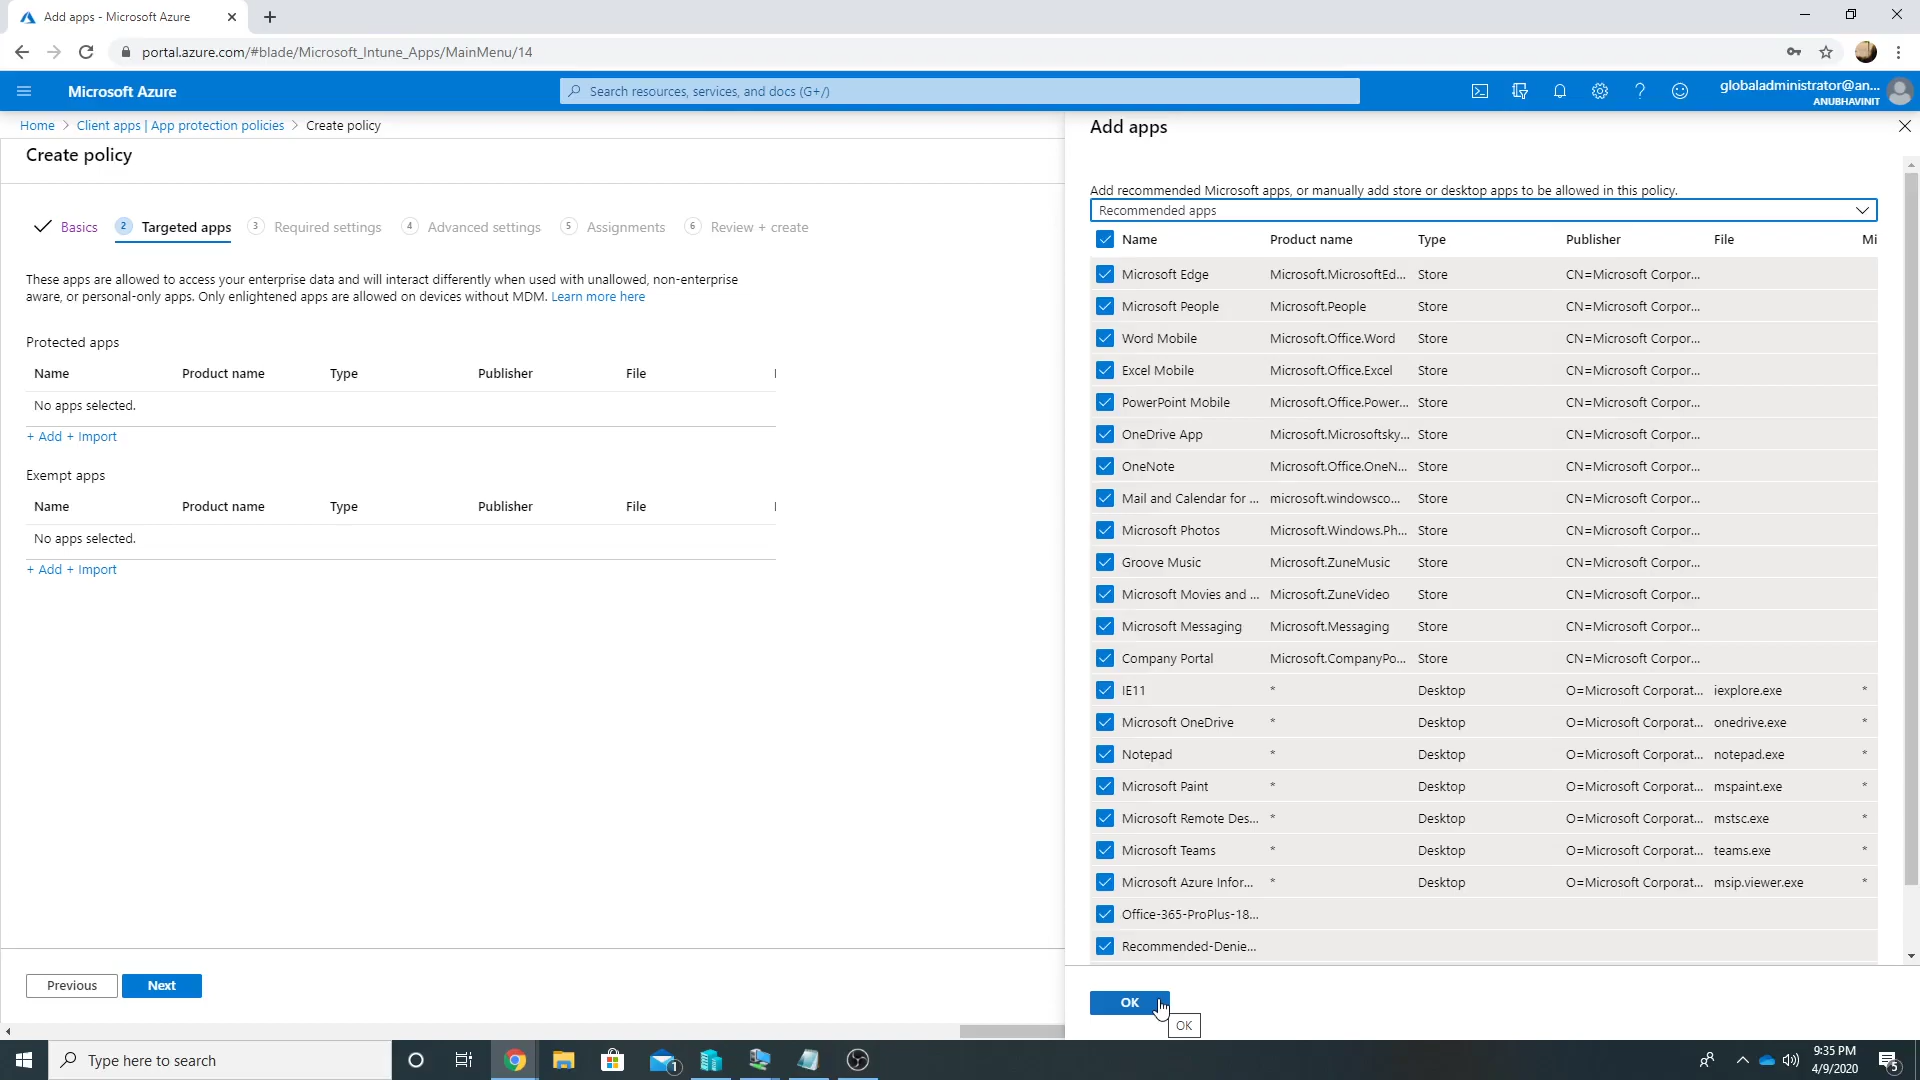 Add apps - Microsoft Azure
portal.azure.com/#blade/Microsoft_Intune_Apps/MainMenu/14
Microsoft Azure
Search resources, services, and docs (G+/)
globaladministrator@an...
ANUBHAVINIT
Home > Client apps | App protection policies > Create policy
Create policy
Basics 2 Targeted apps 3 Required settings 4 Advanced settings 5 Assignments 6 Review + create
These apps are allowed to access your enterprise data and will interact differently when used with unallowed, non-enterprise
aware, or personal-only apps. Only enlightened apps are allowed on devices without MDM. Learn more here
Protected apps
Name Product name Type Publisher File
No apps selected.
+ Add + Import
Exempt apps
Name Product name Type Publisher File
No apps selected.
+ Add + Import
Previous Next
Add apps
Add recommended Microsoft apps, or manually add store or desktop apps to be allowed in this policy.
Recommended apps
Name Product name Type Publisher File Mi
Microsoft Edge Microsoft.MicrosoftEd... Store CN=Microsoft Corpor...
Microsoft People Microsoft.People Store CN=Microsoft Corpor...
Word Mobile Microsoft.Office.Word Store CN=Microsoft Corpor...
Excel Mobile Microsoft.Office.Excel Store CN=Microsoft Corpor...
PowerPoint Mobile Microsoft.Office.Power... Store CN=Microsoft Corpor...
OneDrive App Microsoft.Microsoftsky... Store CN=Microsoft Corpor...
OneNote Microsoft.Office.OneN... Store CN=Microsoft Corpor...
Mail and Calendar for ... microsoft.windowsco... Store CN=Microsoft Corpor...
Microsoft Photos Microsoft.Windows.Ph... Store CN=Microsoft Corpor...
Groove Music Microsoft.ZuneMusic Store CN=Microsoft Corpor...
Microsoft Movies and ... Microsoft.ZuneVideo Store CN=Microsoft Corpor...
Microsoft Messaging Microsoft.Messaging Store CN=Microsoft Corpor...
Company Portal Microsoft.CompanyPo... Store CN=Microsoft Corpor...
IE11 * Desktop O=Microsoft Corporat... iexplore.exe *
Microsoft OneDrive * Desktop O=Microsoft Corporat... onedrive.exe *
Notepad * Desktop O=Microsoft Corporat... notepad.exe *
Microsoft Paint * Desktop O=Microsoft Corporat... mspaint.exe *
Microsoft Remote Des... * Desktop O=Microsoft Corporat... mstsc.exe *
Microsoft Teams * Desktop O=Microsoft Corporat... teams.exe *
Microsoft Azure Infor... * Desktop O=Microsoft Corporat... msip.viewer.exe *
Office-365-ProPlus-18...
Recommended-Denie...
OK
OK
Type here to search
1
9:35 PM
4/9/2020
5